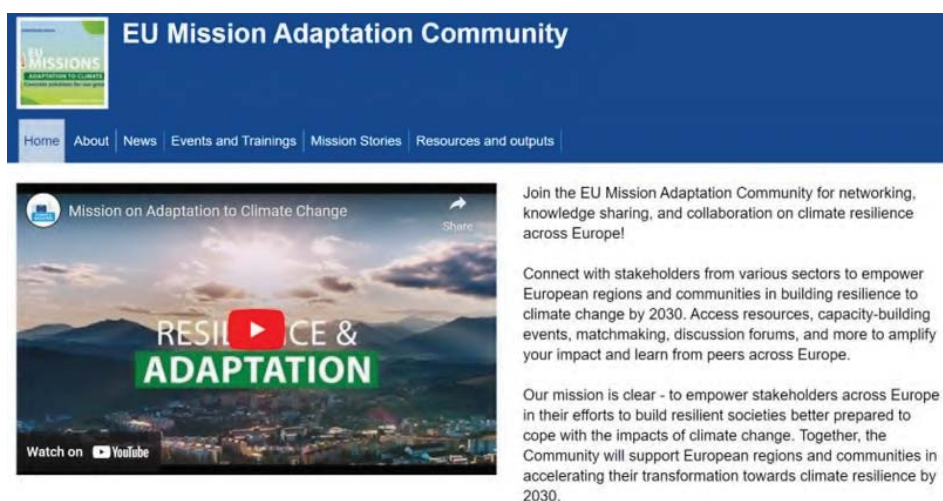 EU Mission Adaptation Community
EU
MISSIONS
ADAPTATION TO CLIMATE
Concrete solutions for our grea
Home About News Events and Trainings Mission Stories Resources and outputs
Mission on Adaptation to Climate Change
Share
RESIL CE &
ADAPTATION
Watch on YouTube
Join the EU Mission Adaptation Community for networking,
knowledge sharing, and collaboration on climate resilience
across Europe!
Connect with stakeholders from various sectors to empower
European regions and communities in building resilience to
climate change by 2030. Access resources, capacity-building
events, matchmaking, discussion forums, and more to amplify
your impact and learn from peers across Europe.
Our mission is clear - to empower stakeholders across Europe
in their efforts to build resilient societies better prepared to
cope with the impacts of climate change. Together, the
Community will support European regions and communities in
accelerating their transformation towards climate resilience by
2030.